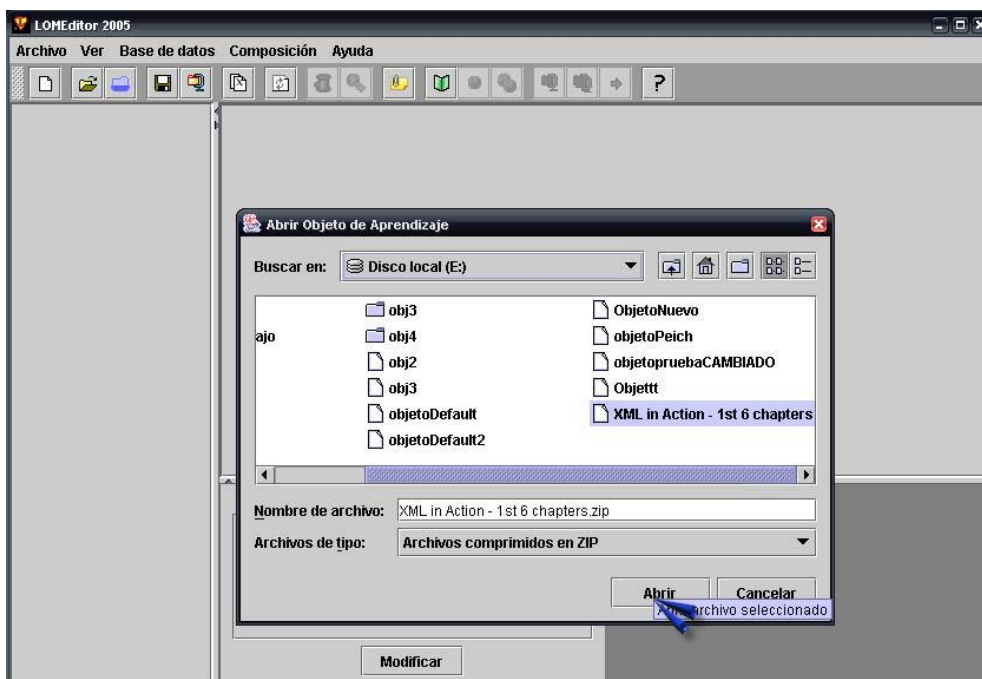 LOMEditor 2005
Archivo Ver Base de datos Composición Ayuda
?
Abrir Objeto de Aprendizaje
Buscar en: Disco local (E:)
obj3 ObjetoNuevo
ajo obj4 objetoPeich
obj2 objetopruebaCAMBIADO
obj3 Objettt
objetoDefault XML in Action - 1st 6 chapters
objetoDefault2
Nombre de archivo: XML in Action - 1st 6 chapters.zip
Archivos de tipo: Archivos comprimidos en ZIP
Abrir Cancelar
archivo seleccionado
Modificar